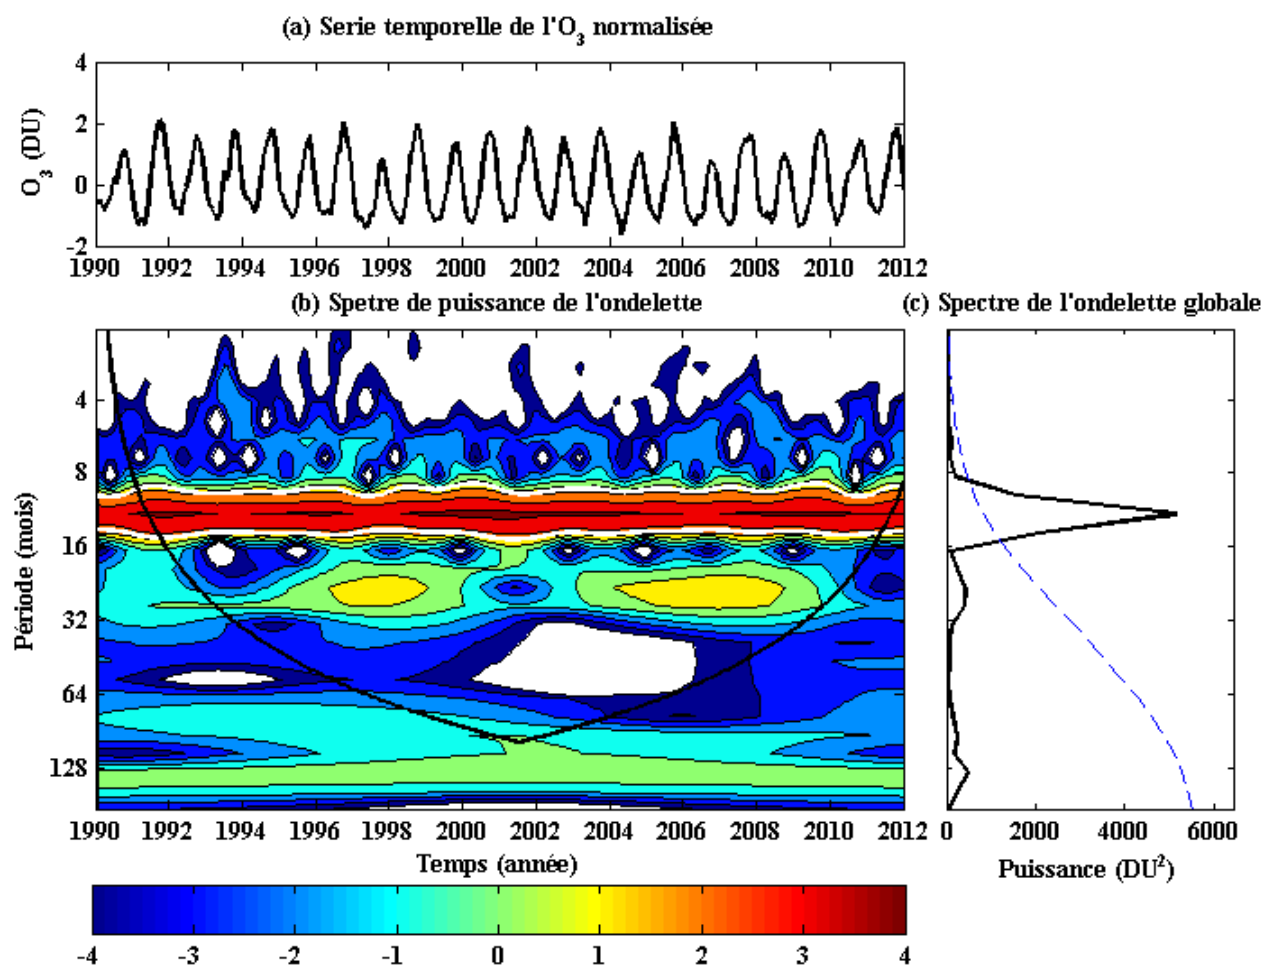 (a) Serie temporelle de l'O3 normalisée
O3 (DU)
4
2
0
-2
1990 1992 1994 1996 1998 2000 2002 2004 2006 2008 2010 2012
(b) Spetre de puissance de l'ondelette
(c) Spectre de l'ondelette globale
Période (mois)
4
8
16
32
64
128
1990 1992 1994 1996 1998 2000 2002 2004 2006 2008 2010 2012
Temps (année)
0 2000 4000 6000
Puissance (DU²)
-4 -3 -2 -1 0 1 2 3 4